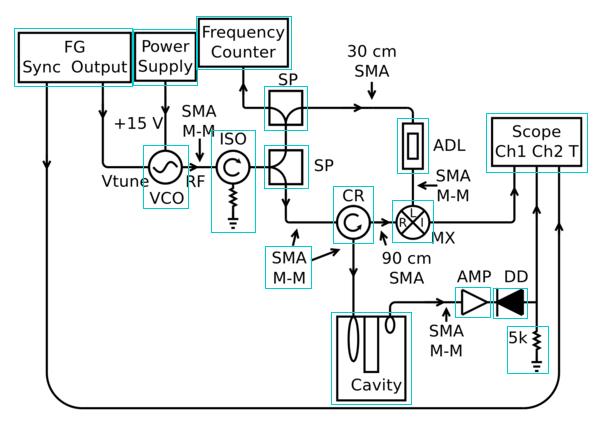 FG
Sync Output
Power
Supply
Frequency
Counter
30 cm
SMA
SP
+15 V
SMA
M-M
ISO
Vtune
RF
VCO
SP
ADL
Scope
Ch1 Ch2 T
SMA
M-M
CR
L
R
I
MX
SMA
M-M
90 cm
SMA
AMP
DD
SMA
M-M
5k
Cavity